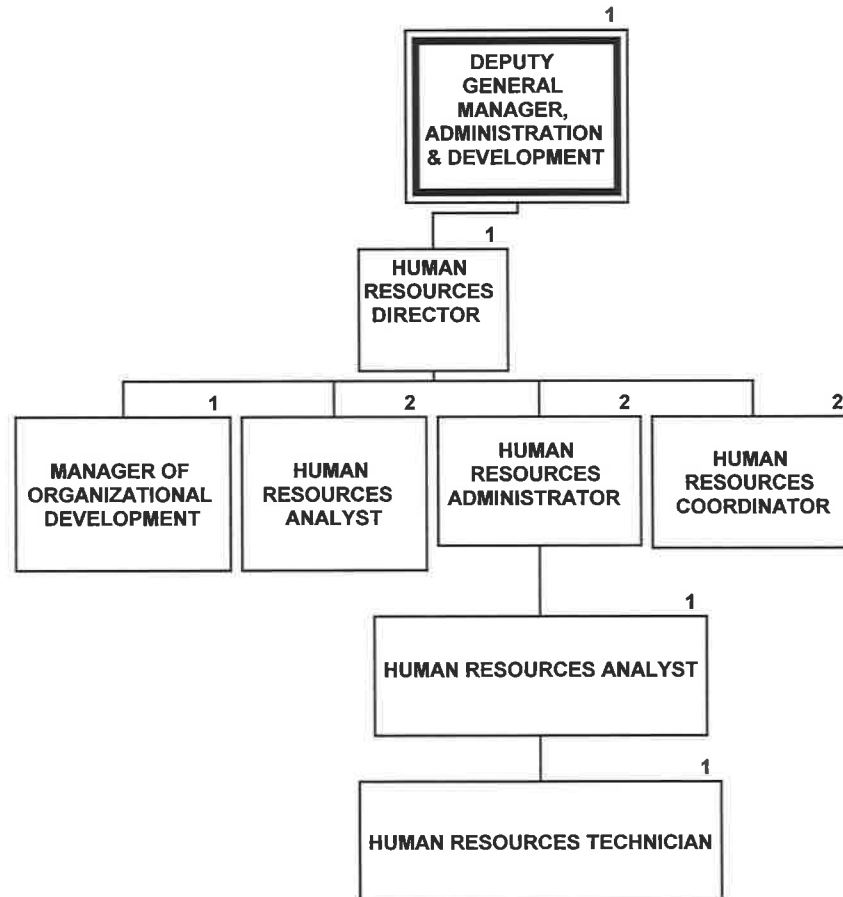 1
DEPUTY
GENERAL
MANAGER,
ADMINISTRATION
& DEVELOPMENT
1
HUMAN
RESOURCES
DIRECTOR
1
MANAGER OF
ORGANIZATIONAL
DEVELOPMENT
2
HUMAN
RESOURCES
ANALYST
2
HUMAN
RESOURCES
ADMINISTRATOR
2
HUMAN
RESOURCES
COORDINATOR
1
HUMAN RESOURCES ANALYST
1
HUMAN RESOURCES TECHNICIAN